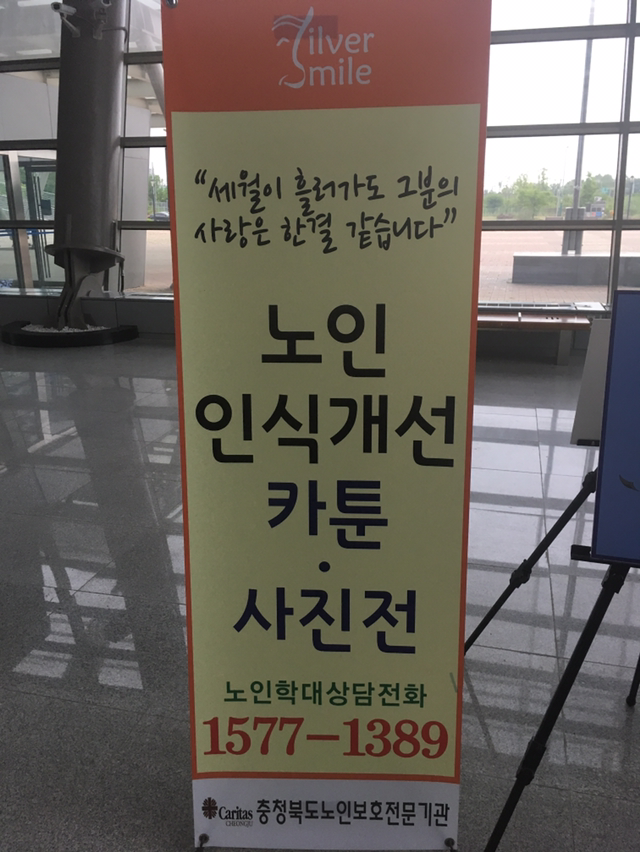 Silver
Smile
“세월이 흘러가도 그분의
사랑은 한결 같습니다”
노인
인식개선
카툰
·
사진전
노인학대상담전화
1577-1389
Caritas 충청북도노인보호전문기관
CHEONGJU